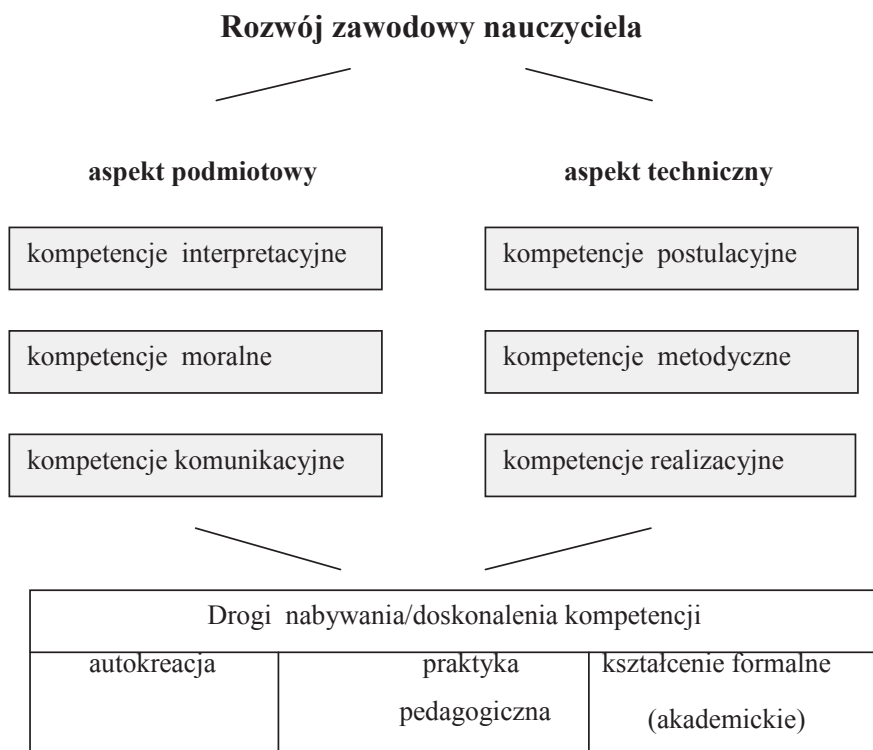 Rozwój zawodowy nauczyciela
aspekt podmiotowy
aspekt techniczny
kompetencje interpretacyjne
kompetencje postulacyjne
kompetencje moralne
kompetencje metodyczne
kompetencje komunikacyjne
kompetencje realizacyjne
Drogi nabywania/doskonalenia kompetencji
autokreacja
praktyka
pedagogiczna
kształcenie formalne
(akademickie)